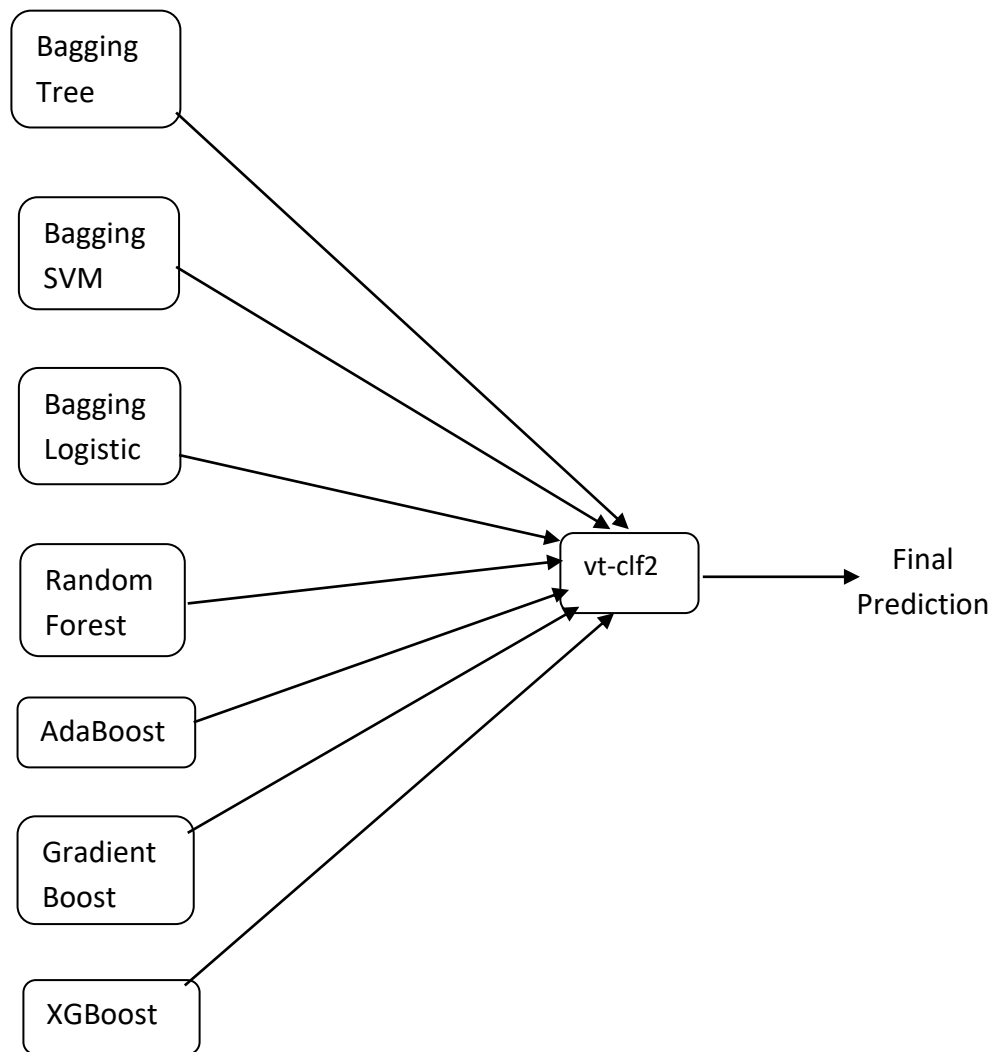 Bagging
Tree
Bagging
SVM
Bagging
Logistic
Random
Forest
AdaBoost
Gradient
Boost
XGBoost
vt-clf2
Final
Prediction